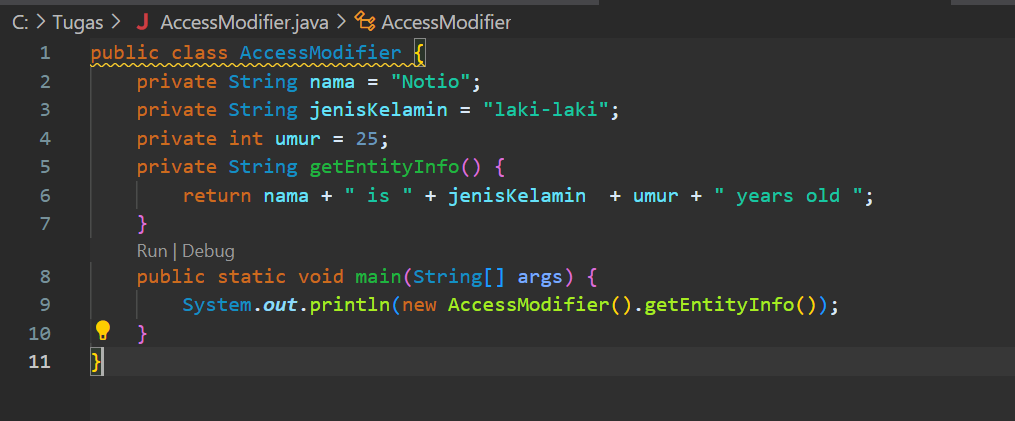 C: > Tugas > J AccessModifier.java > AccessModifier
1 public class AccessModifier {
2 private String nama = "Notio";
3 private String jenisKelamin = "laki-laki";
4 private int umur = 25;
5 private String getEntityInfo() {
6 return nama + " is " + jenisKelamin  + umur + " years old ";
7 }
Run | Debug
8 public static void main(String[] args) {
9 System.out.println(new AccessModifier().getEntityInfo());
10 }
11 }